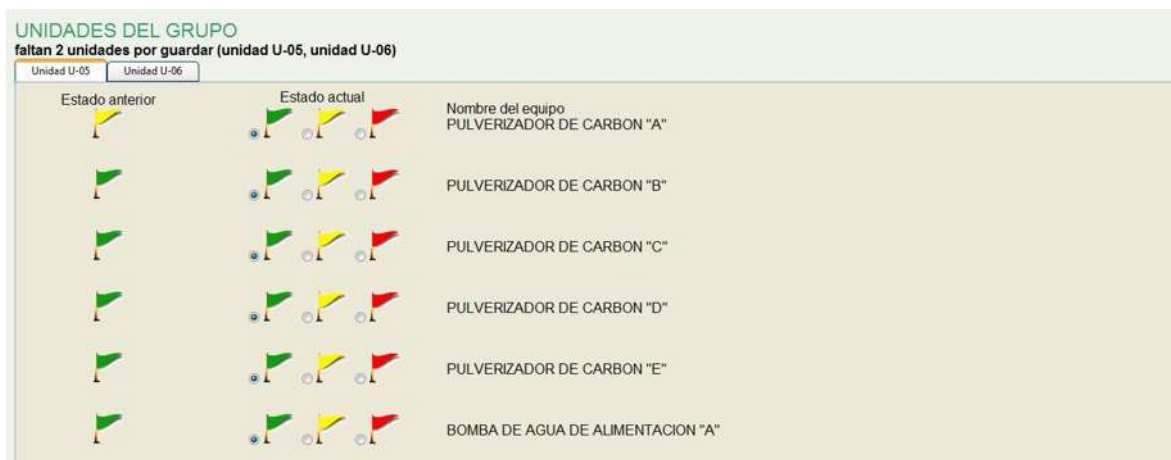 UNIDADES DEL GRUPO
faltan 2 unidades por guardar (unidad U-05, unidad U-06)
Unidad U-05 Unidad U-06
Estado anterior Estado actual Nombre del equipo
PULVERIZADOR DE CARBON "A"
PULVERIZADOR DE CARBON "B"
PULVERIZADOR DE CARBON "C"
PULVERIZADOR DE CARBON "D"
PULVERIZADOR DE CARBON "E"
BOMBA DE AGUA DE ALIMENTACION "A"